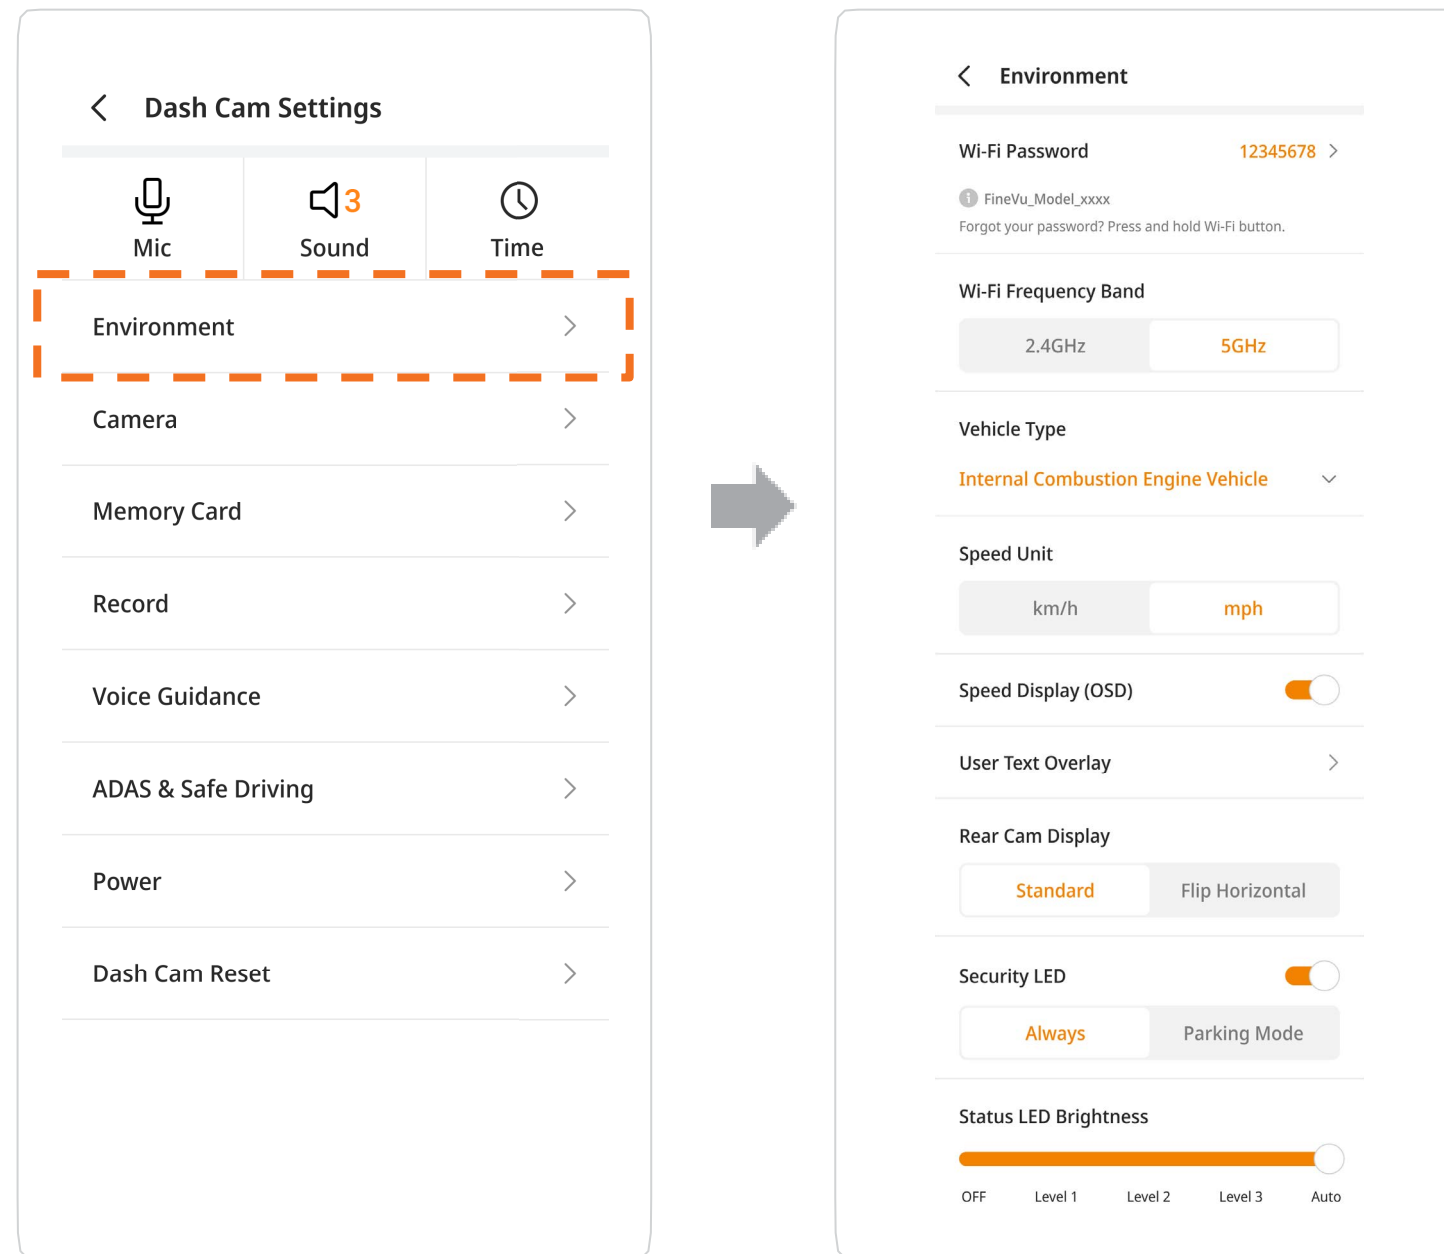 Dash Cam Settings
3
Mic Sound Time
Environment
Camera
Memory Card
Record
Voice Guidance
ADAS & Safe Driving
Power
Dash Cam Reset
Environment
Wi-Fi Password 12345678
FineVu_Model_xxxx
Forgot your password? Press and hold Wi-Fi button.
Wi-Fi Frequency Band
2.4GHz 5GHz
Vehicle Type
Internal Combustion Engine Vehicle
Speed Unit
km/h mph
Speed Display (OSD)
User Text Overlay
Rear Cam Display
Standard Flip Horizontal
Security LED
Always Parking Mode
Status LED Brightness
OFF Level 1 Level 2 Level 3 Auto